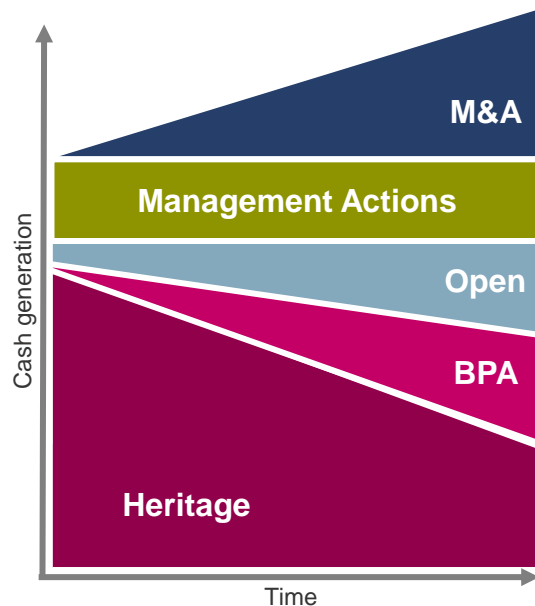 M&A
Management Actions
Open
BPA
Heritage
Cash generation
Time